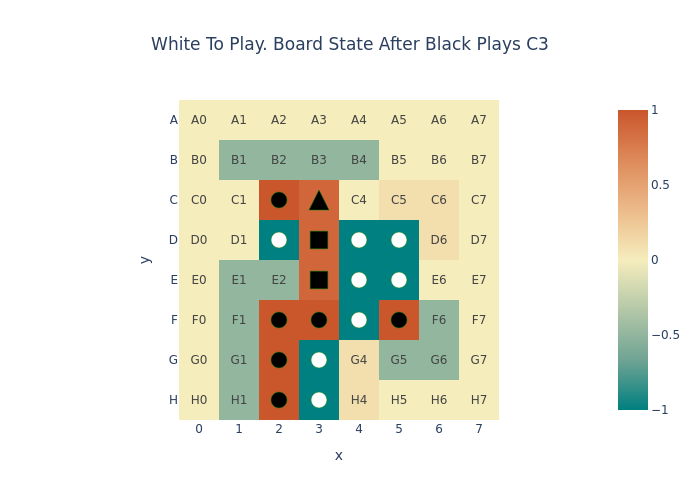 White To Play. Board State After Black Plays C3
A A0 A1 A2 A3 A4 A5 A6 A7
B B0 B1 B2 B3 B4 B5 B6 B7
C C0 C1 C4 C5 C6 C7
D D0 D1 D6 D7
E E0 E1 E2 E6 E7
F F0 F1 F6 F7
G G0 G1 G4 G5 G6 G7
H H0 H1 H4 H5 H6 H7
0 1 2 3 4 5 6 7
x
y
1
0.5
0
−0.5
−1